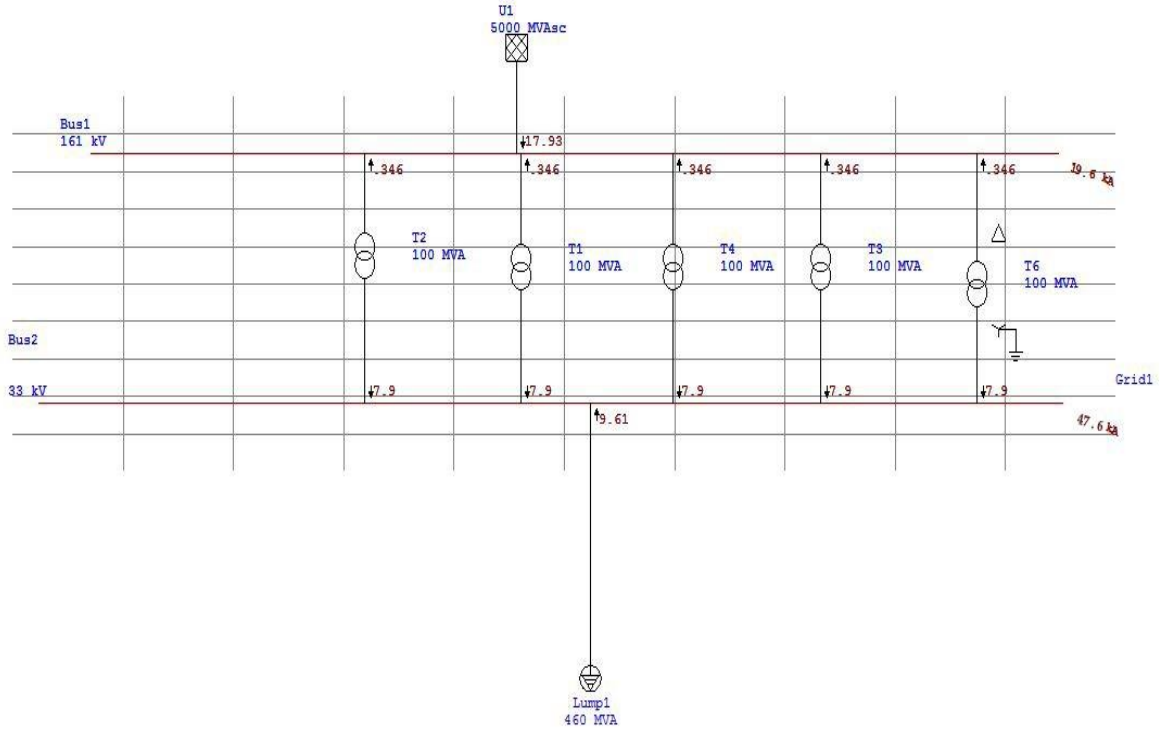 U1
5000 MVAsc
Bus1
161 kV
17.93
.346
.346
.346
.346
.346
19.6 kA
T2
100 MVA
T1
100 MVA
T4
100 MVA
T3
100 MVA
T6
100 MVA
Bus2
33 kV
7.9
7.9
7.9
7.9
7.9
Grid1
9.61
47.6 kA
Lump1
460 MVA